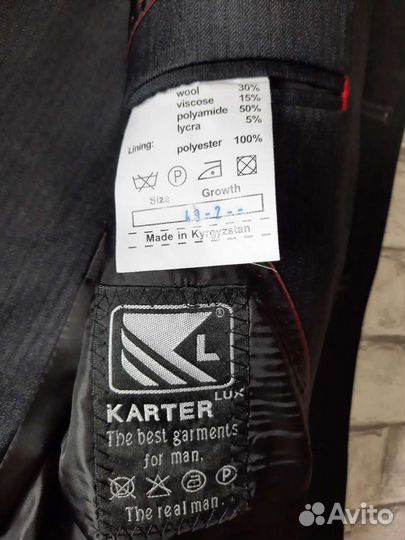 wool 30%
viscose 15%
polyamide 50%
lycra 5%
Lining: polyester 100%
P
Size Growth
Made in Kyrgyzstan
L
®
LUX
KARTER
The best garments
for man.
P
The real man.
Avito